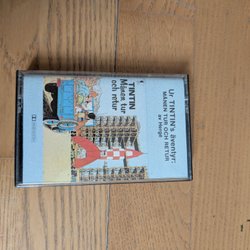 Ur TINTIN's äventyr:
MÅNEN TUR OCH RETUR
av Hergé
TINTIN
Månen tur
och retur